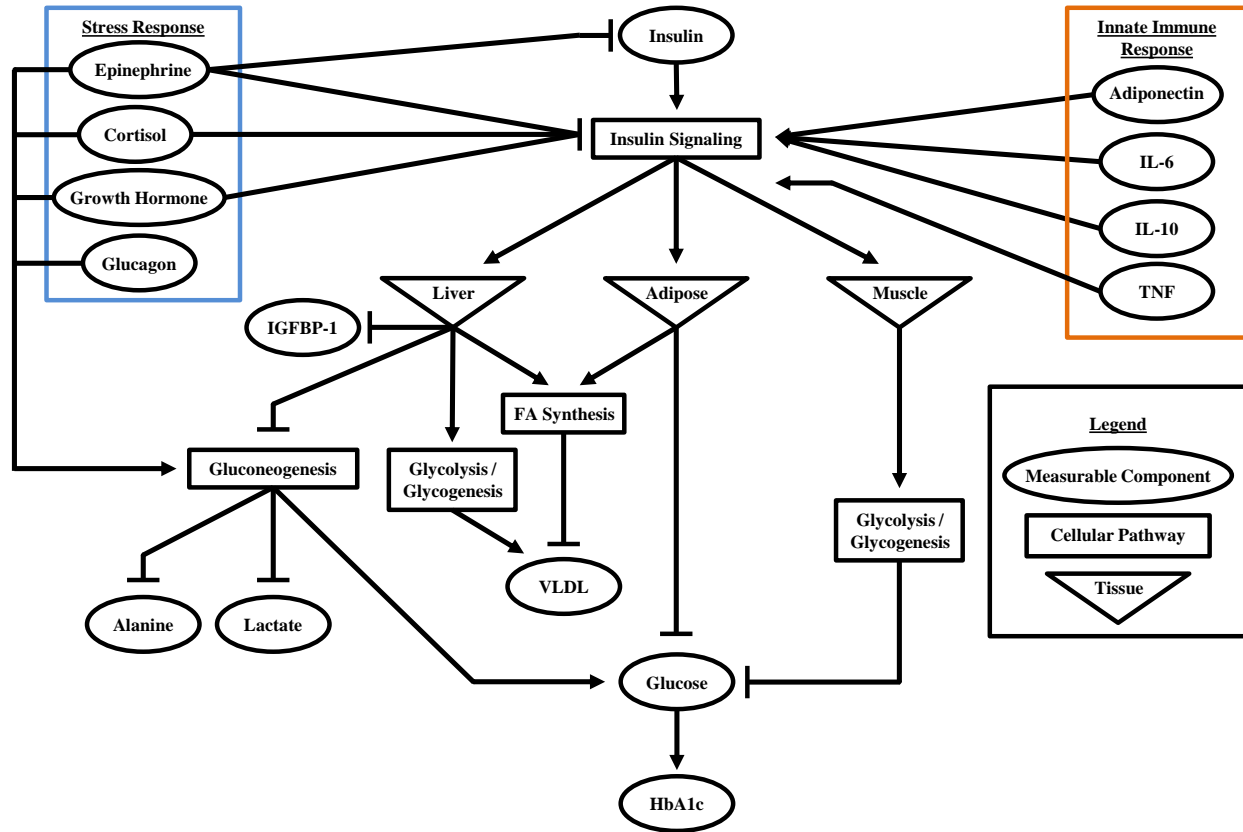 Stress Response
Epinephrine
Cortisol
Growth Hormone
Glucagon
Insulin
Insulin Signaling
Innate Immune
Response
Adiponectin
IL-6
IL-10
TNF
Liver
Adipose
Muscle
IGFBP-1
FA Synthesis
Gluconeogenesis
Glycolysis /
Glycogenesis
Glycolysis /
Glycogenesis
VLDL
Alanine
Lactate
Glucose
HbA1c
Legend
Measurable Component
Cellular Pathway
Tissue